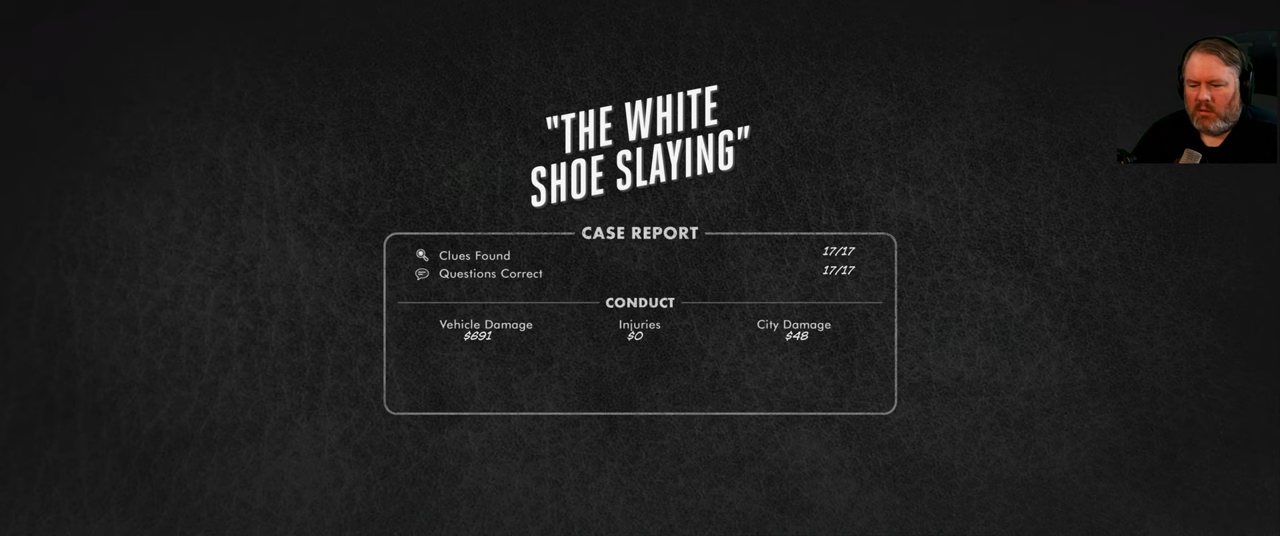 "THE WHITE
SHOE SLAYING"
CASE REPORT
Clues Found 17/17
Questions Correct 17/17
CONDUCT
Vehicle Damage Injuries City Damage
$691 $0 $48